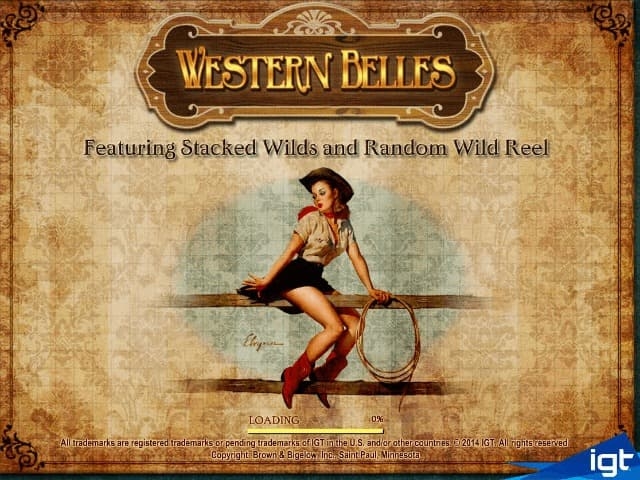 WESTERN BELLES
Featuring Stacked Wilds and Random Wild Reel
Elvgren
LOADING 0%
All trademarks are registered trademarks or pending trademarks of IGT in the U.S. and/or other countries. © 2014 IGT. All rights reserved.
Copyright: Brown & Bigelow, Inc., Saint Paul, Minnesota
igt